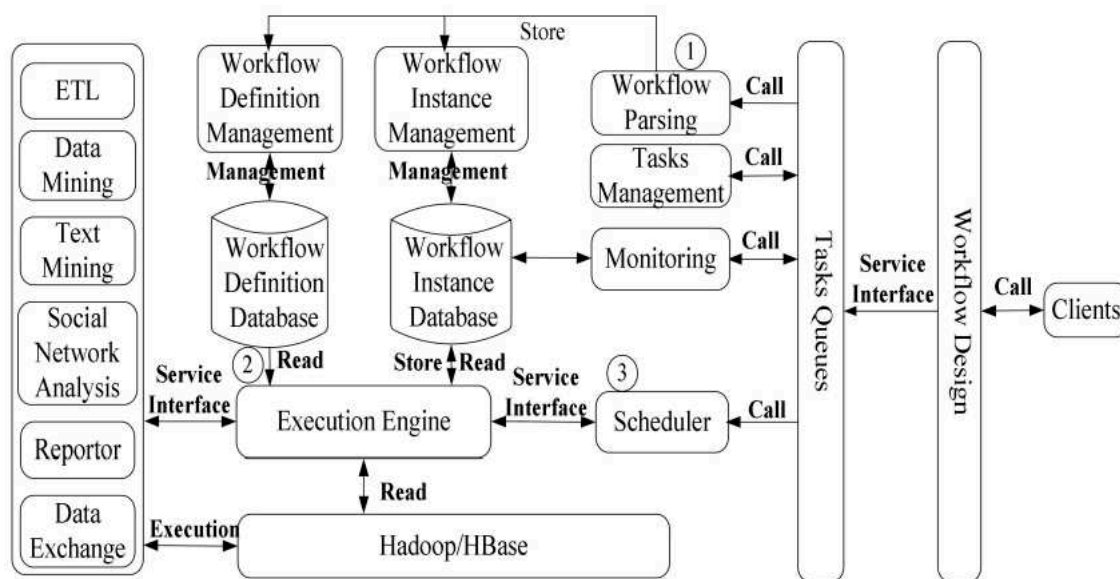 ETL
Data
Mining
Text
Mining
Social
Network
Analysis
Reportor
Data
Exchange
Service
Interface
Execution
Store
Workflow
Definition
Management
Management
Workflow
Definition
Database
2
Read
Workflow
Instance
Management
Management
Workflow
Instance
Database
Store Read
Execution Engine
Read
Hadoop/HBase
Service
Interface
1
Workflow
Parsing
Call
Tasks
Management
Call
Monitoring
Call
3
Scheduler
Call
Tasks Queues
Service
Interface
Workflow Design
Call
Clients